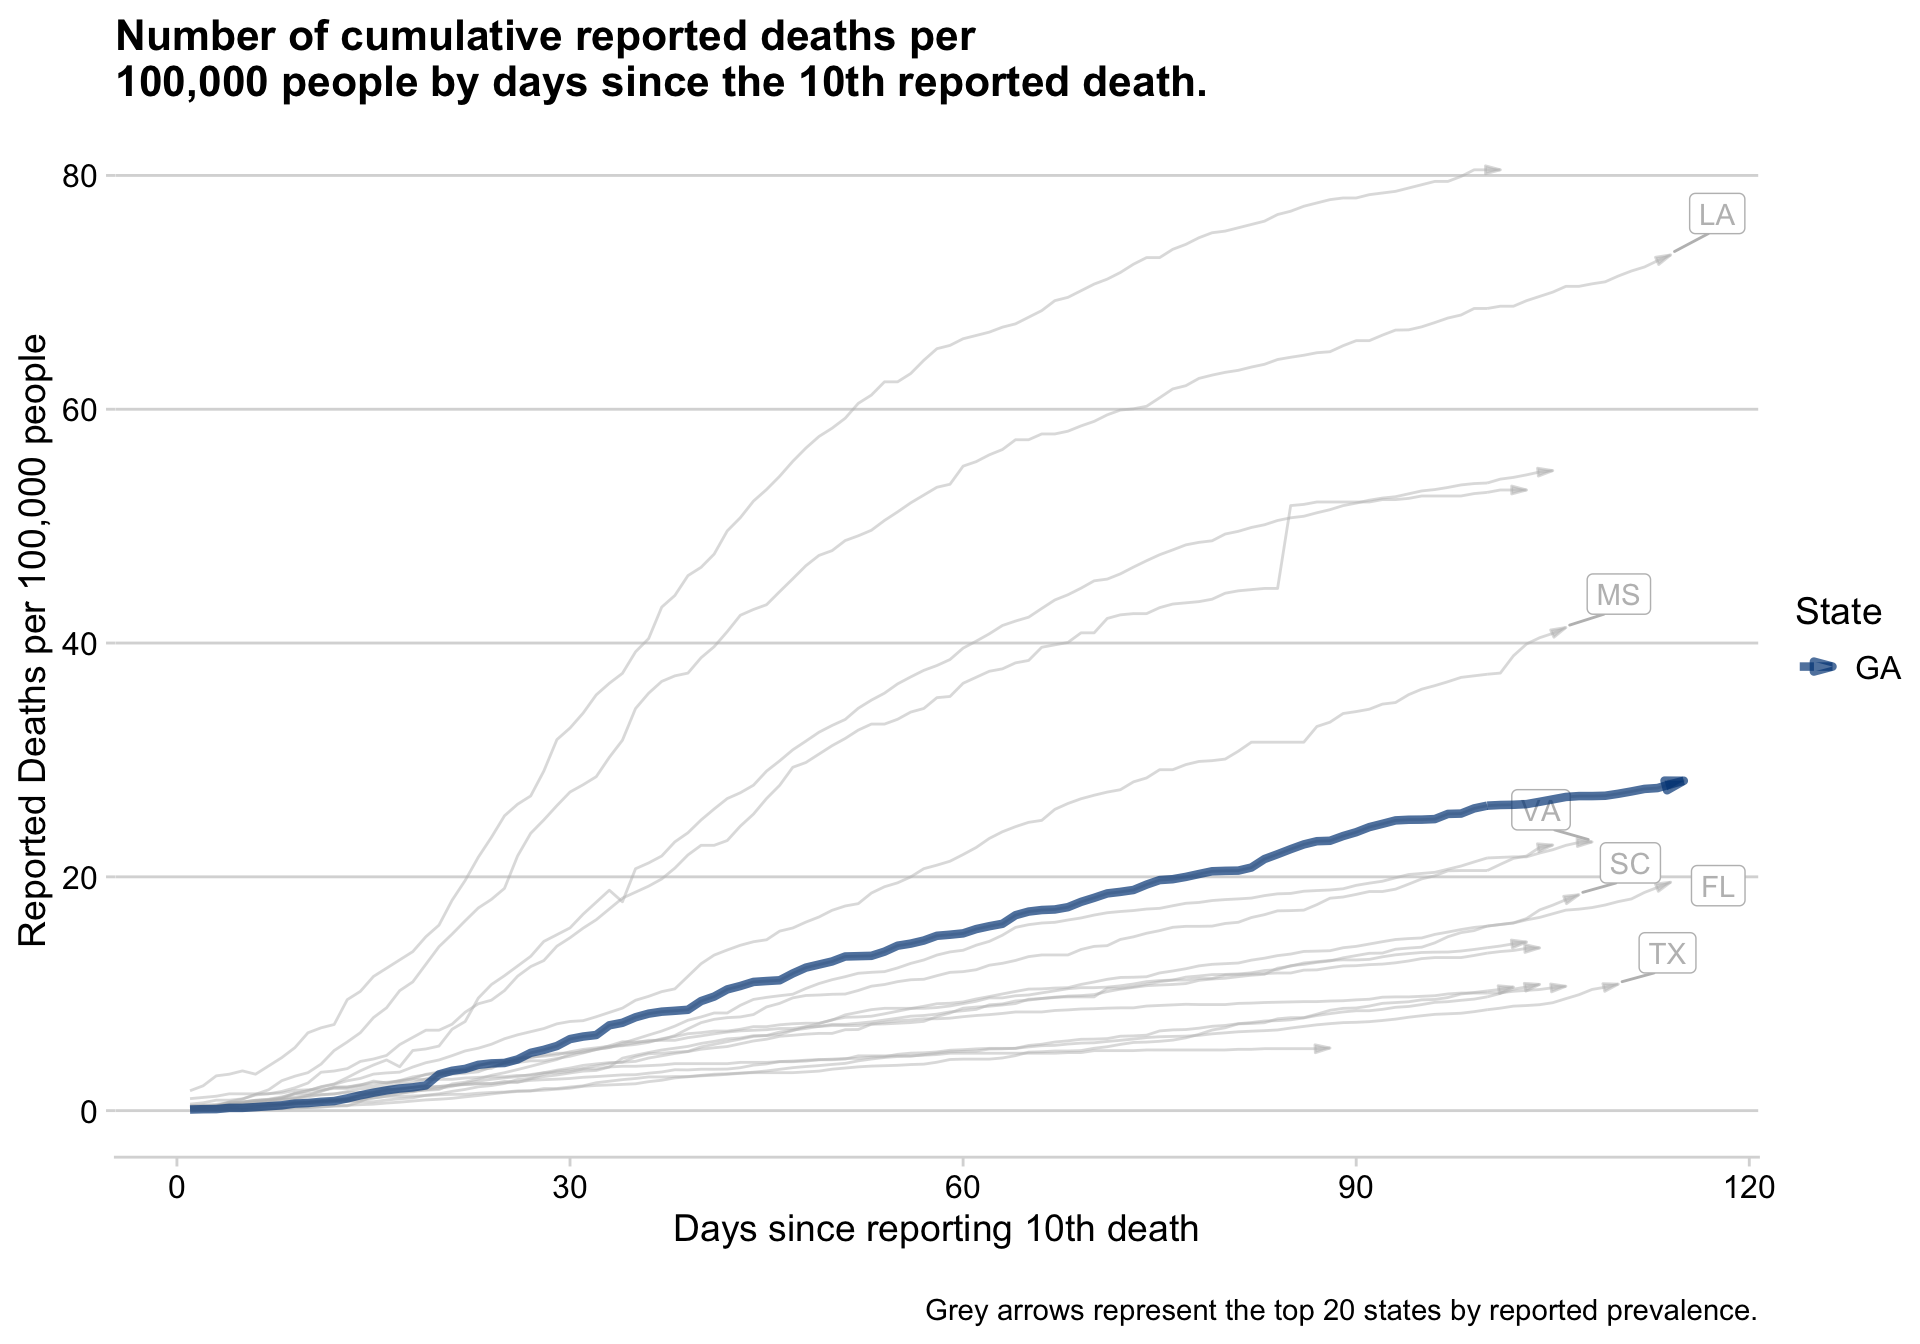 Number of cumulative reported deaths per
100,000 people by days since the 10th reported death.
Reported Deaths per 100,000 people
80
60
40
20
0
LA
MS
VA
SC
FL
TX
State
GA
0 30 60 90 120
Days since reporting 10th death
Grey arrows represent the top 20 states by reported prevalence.